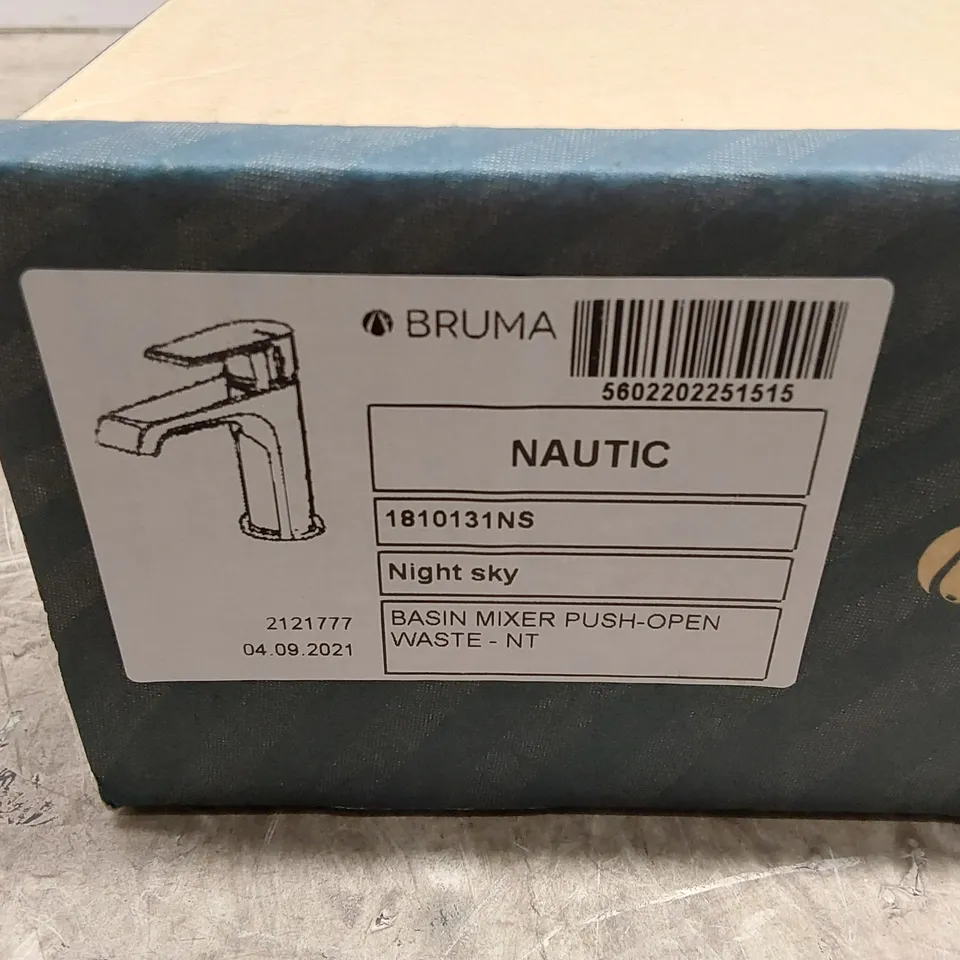 BRUMA
5602202251515
NAUTIC
1810131NS
Night sky
BASIN MIXER PUSH-OPEN
WASTE - NT
2121777
04.09.2021